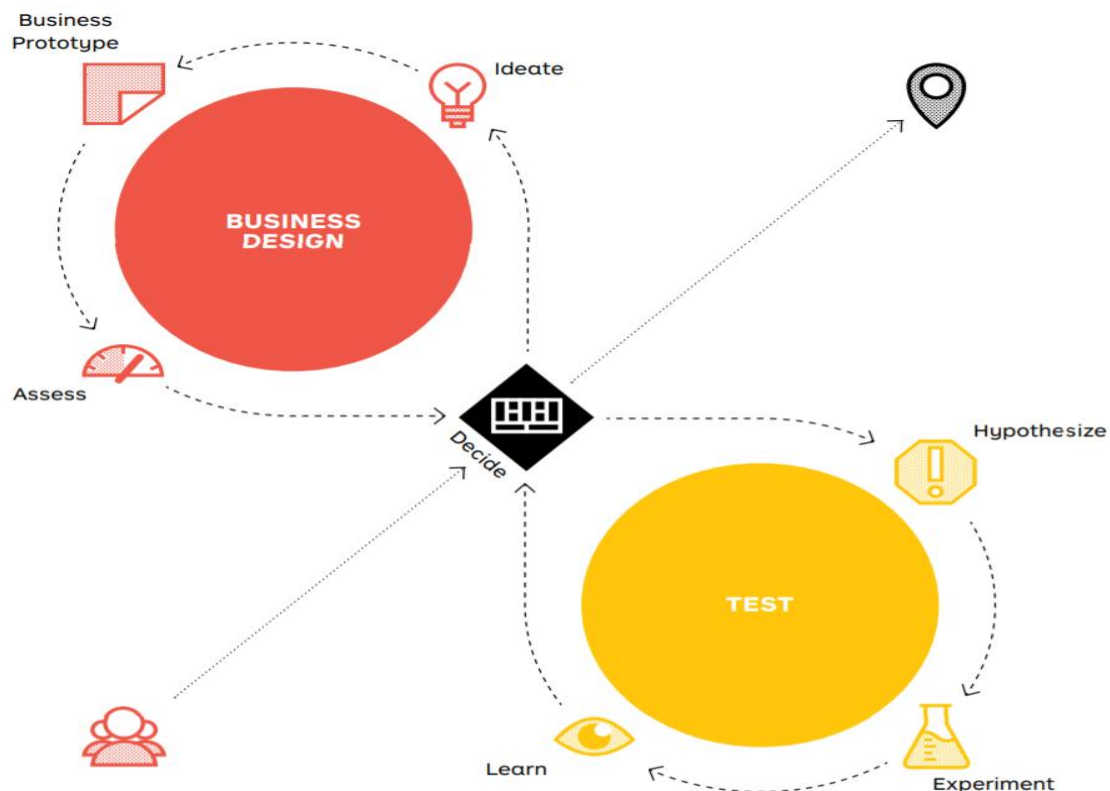 Business
Prototype
Ideate
BUSINESS
DESIGN
Assess
Decide
Hypothesize
TEST
Learn
Experiment